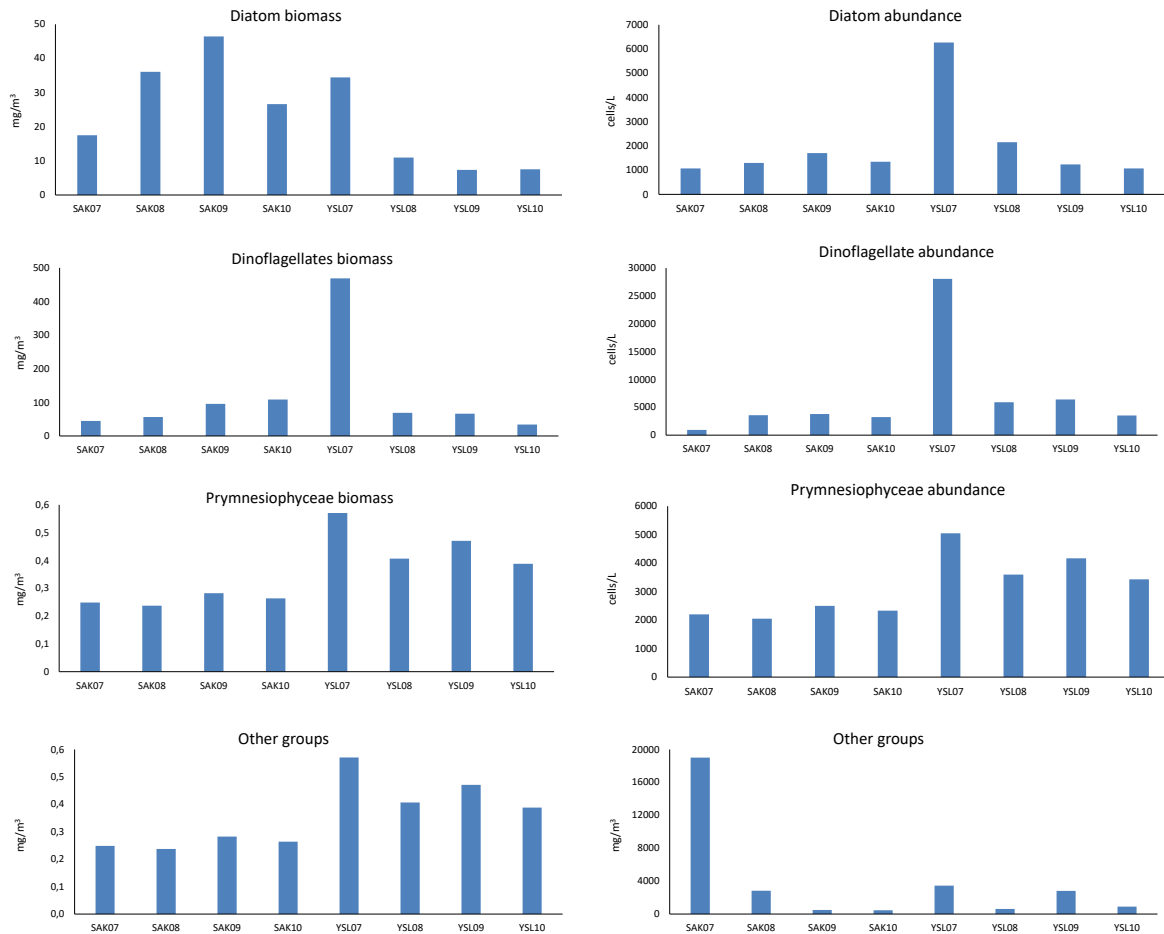 Diatom biomass
50
40
30
20
10
0
mg/m³
SAK07 SAK08 SAK09 SAK10 YSL07 YSL08 YSL09 YSL10
Diatom abundance
7000
6000
5000
4000
3000
2000
1000
0
cells/L
SAK07 SAK08 SAK09 SAK10 YSL07 YSL08 YSL09 YSL10
Dinoflagellates biomass
500
400
300
200
100
0
mg/m³
SAK07 SAK08 SAK09 SAK10 YSL07 YSL08 YSL09 YSL10
Dinoflagellate abundance
30000
25000
20000
15000
10000
5000
0
cells/L
SAK07 SAK08 SAK09 SAK10 YSL07 YSL08 YSL09 YSL10
Prymnesiophyceae biomass
0,6
0,5
0,4
0,3
0,2
0,1
0
mg/m³
SAK07 SAK08 SAK09 SAK10 YSL07 YSL08 YSL09 YSL10
Prymnesiophyceae abundance
6000
5000
4000
3000
2000
1000
0
cells/L
SAK07 SAK08 SAK09 SAK10 YSL07 YSL08 YSL09 YSL10
Other groups
0,6
0,5
0,4
0,3
0,2
0,1
0,0
mg/m³
SAK07 SAK08 SAK09 SAK10 YSL07 YSL08 YSL09 YSL10
Other groups
20000
16000
12000
8000
4000
0
mg/m³
SAK07 SAK08 SAK09 SAK10 YSL07 YSL08 YSL09 YSL10